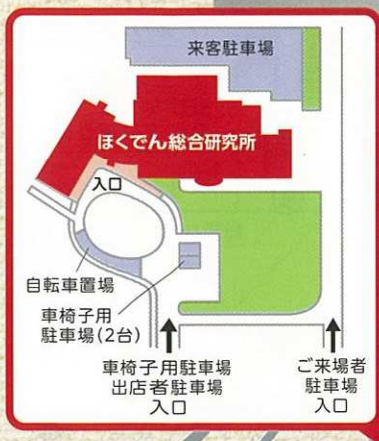 来客駐車場
ほくでん総合研究所
入口
自転車置場
車椅子用
駐車場(2台)
車椅子用駐車場
出店者駐車場
入口
ご来場者
駐車場
入口